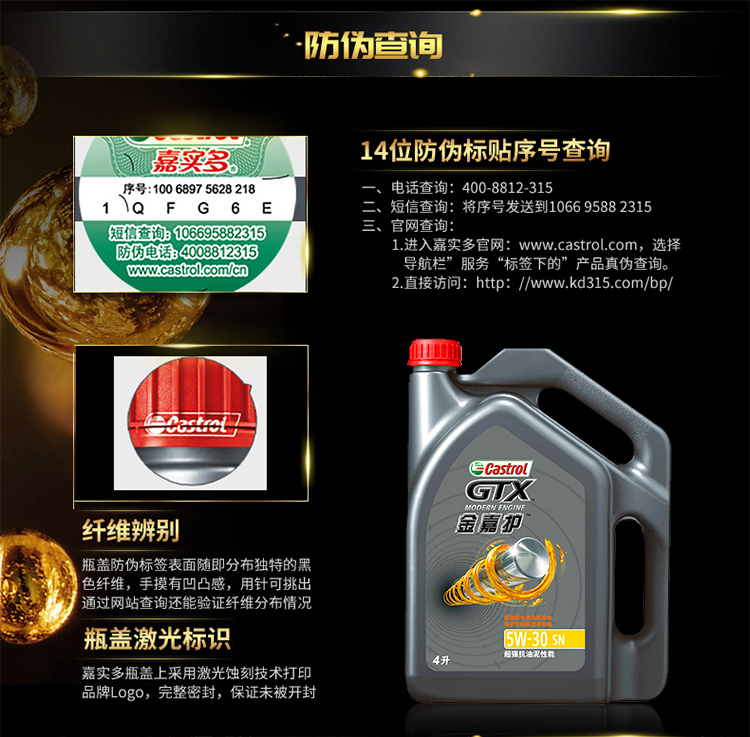 防伪查询
Castrol
嘉实多
序号:100 6897 5628 218
1 Q F G 6 E
短信查询: 106695882315
防伪电话: 4008812315
www.castrol.com/cn
14位防伪标贴序号查询
一、电话查询：400-8812-315
二、短信查询：将序号发送到1066 9588 2315
三、官网查询：
1.进入嘉实多官网：www.castrol.com，选择
导航栏”服务“标签下的”产品真伪查询。
2.直接访问：http：//www.kd315.com/bp/
Castrol
纤维辨别
瓶盖防伪标签表面随即分布独特的黑
色纤维，手摸有凹凸感，用针可挑出
通过网站查询还能验证纤维分布情况
瓶盖激光标识
嘉实多瓶盖上采用激光蚀刻技术打印
品牌Logo，完整密封，保证未被开封
Castrol
GTX
MODERN ENGINE
金嘉护™
5W-30 SN
超强抗油泥性能
4升